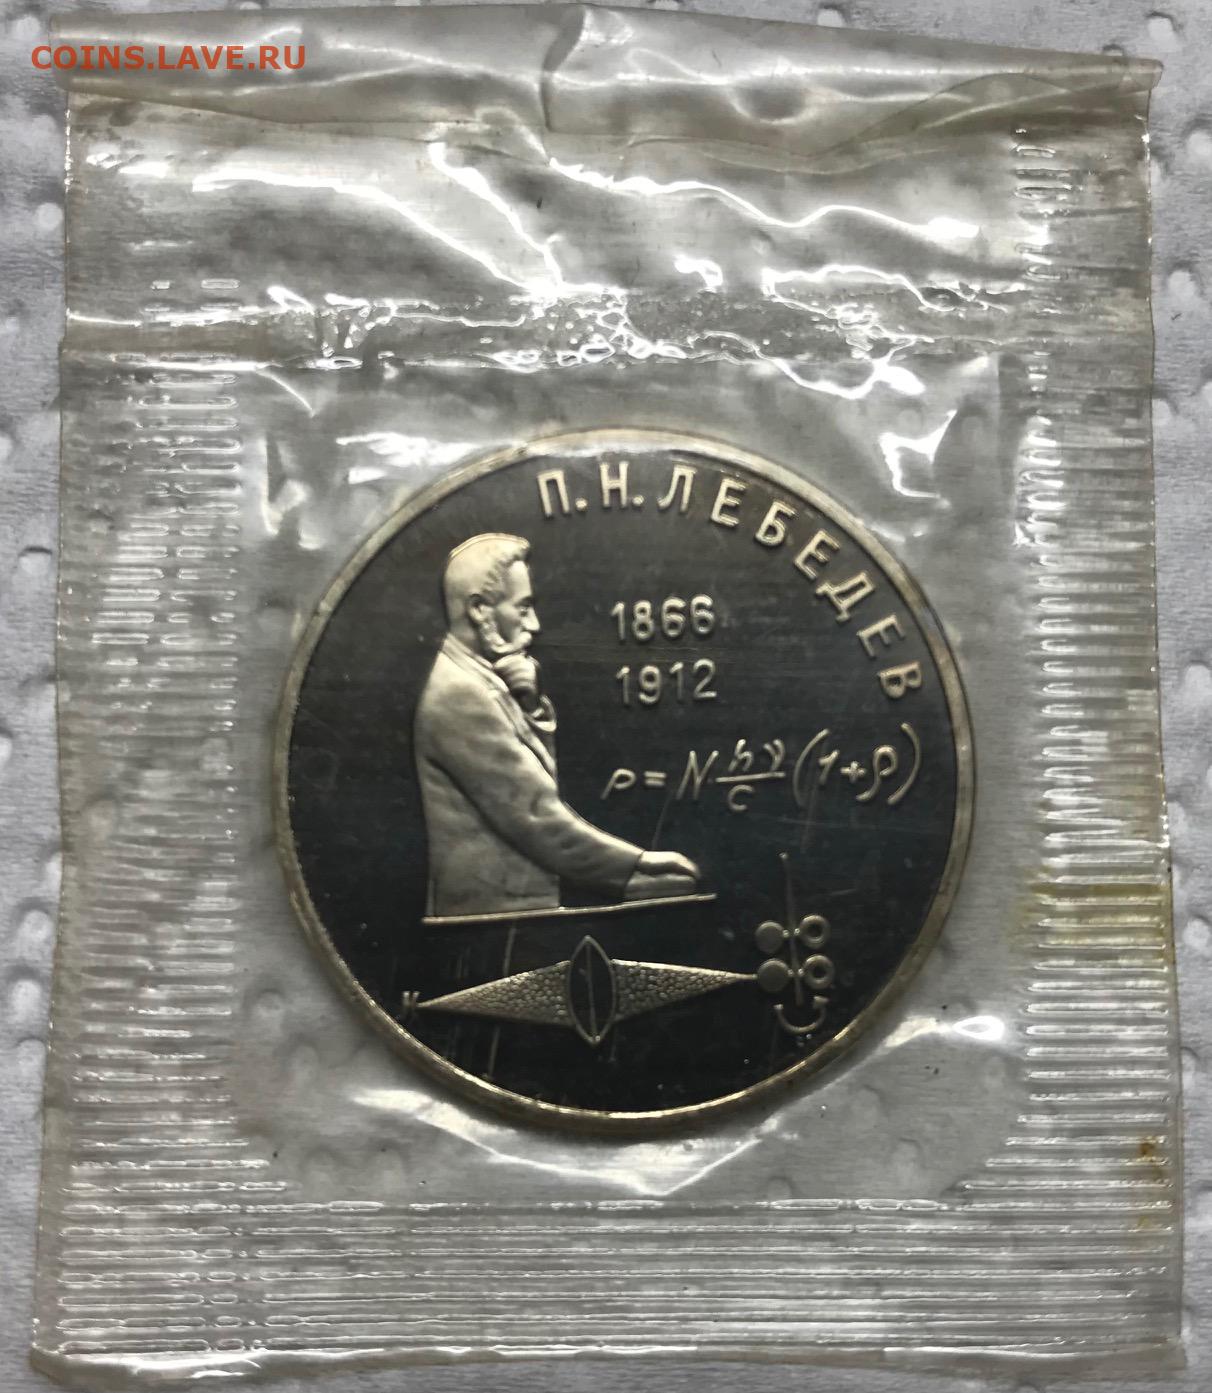 COINS.LAVE.RU
П.Н.ЛЕБЕДЕВ
1866
1912
p = N hν/c (1+ρ)